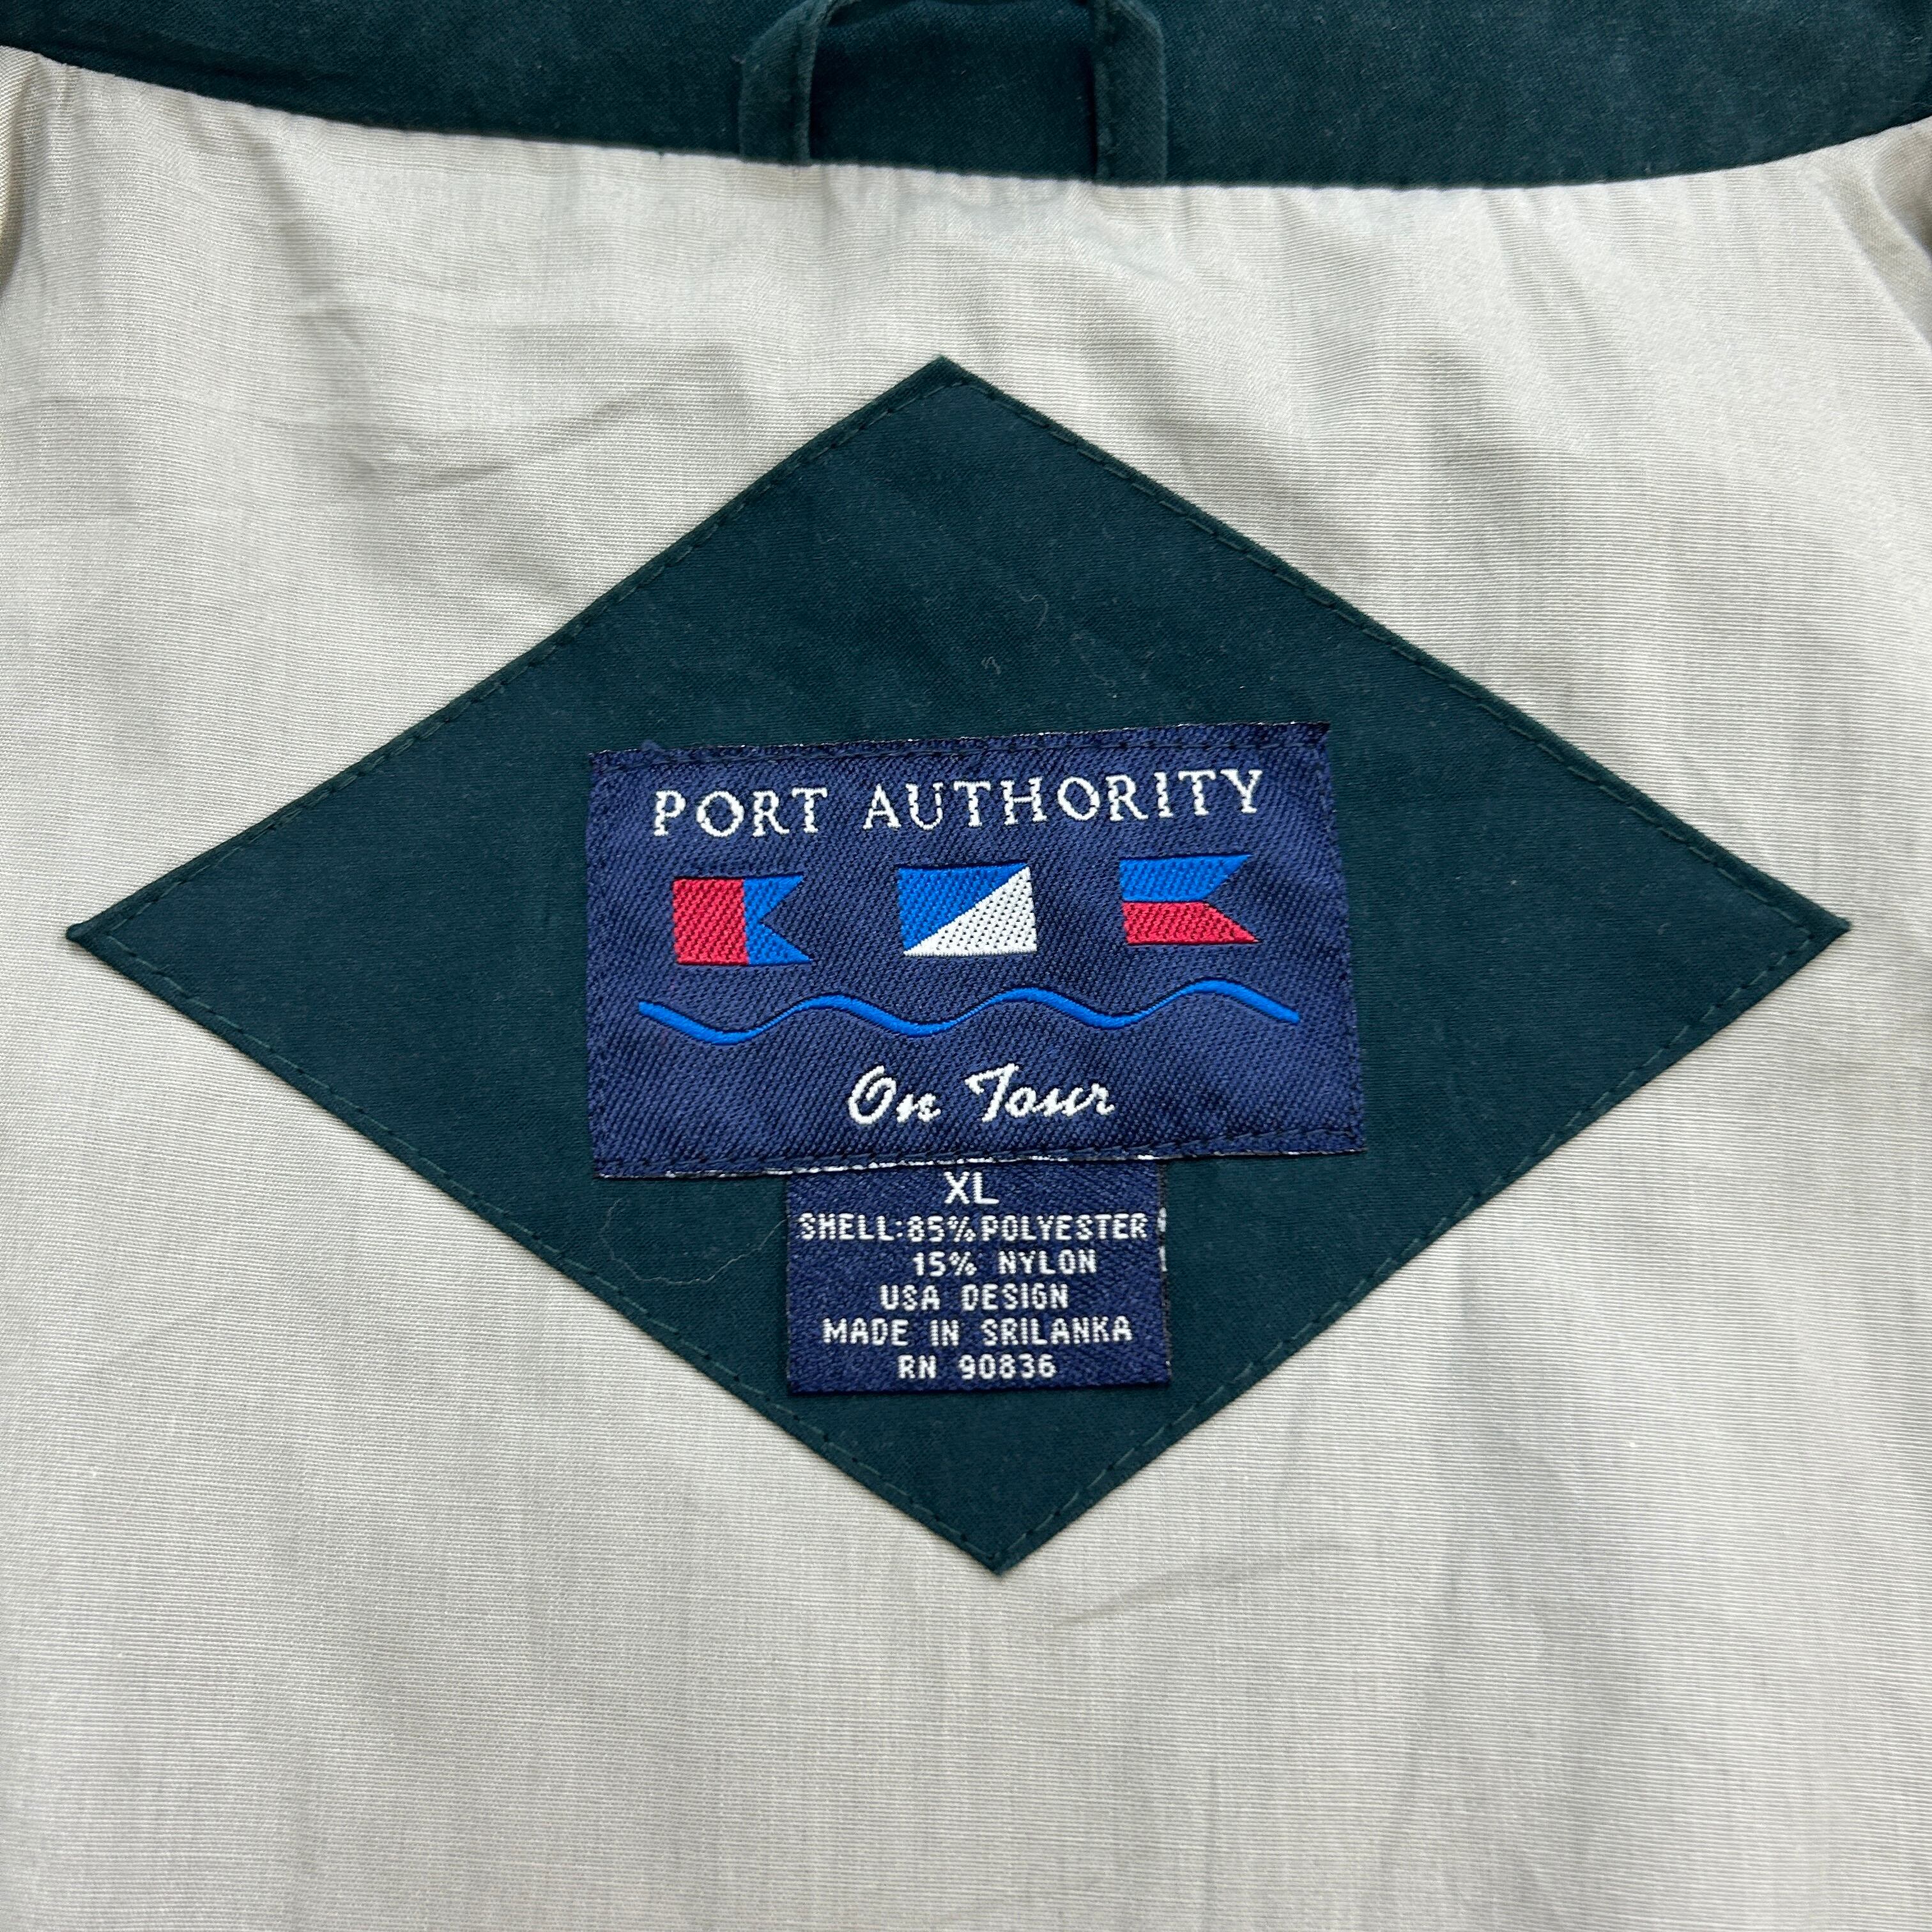 PORT AUTHORITY
On Tour
XL
SHELL:85%POLYESTER
15% NYLON
USA DESIGN
MADE IN SRILANKA
RN 90836